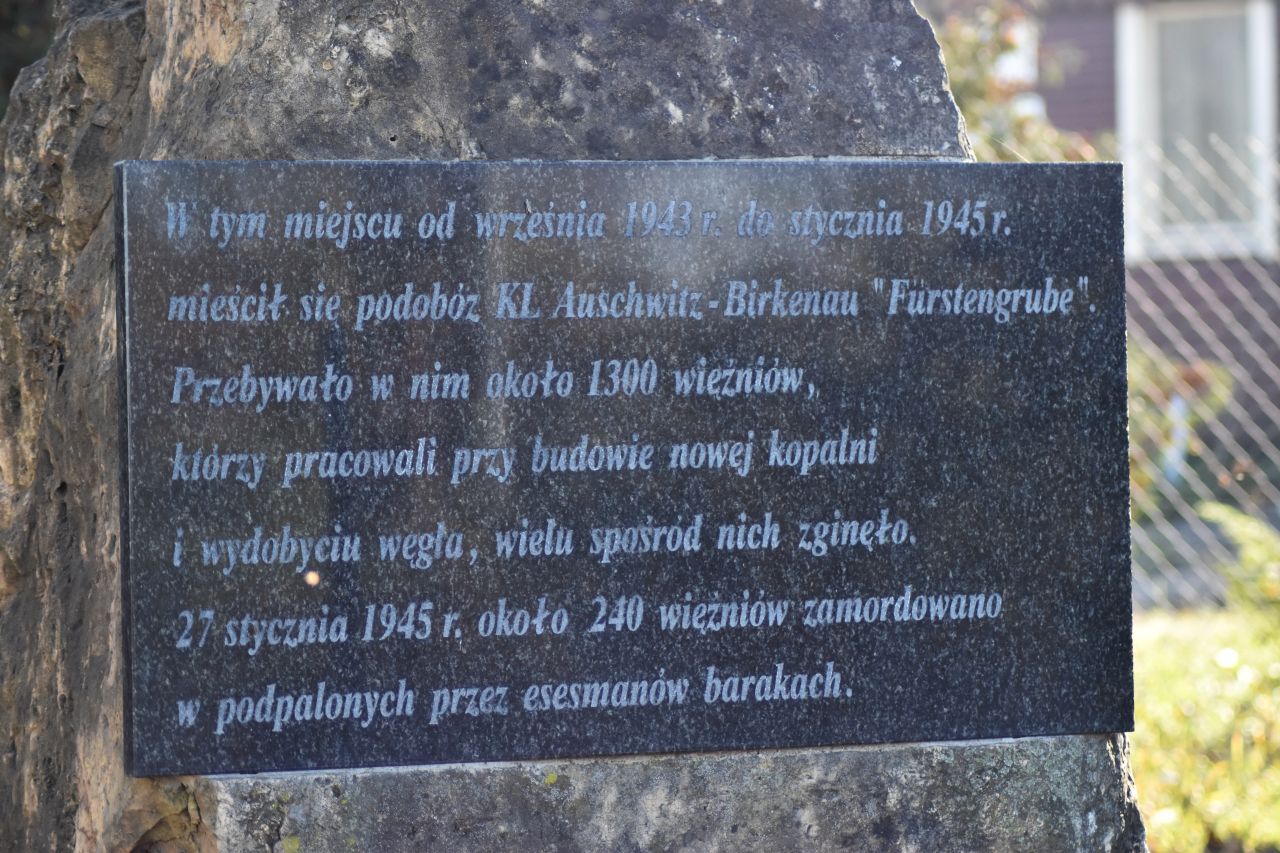 W tym miejscu od września 1943 r. do stycznia 1945 r.
mieścił się podobóz KL Auschwitz-Birkenau "Fürstengrube".
Przebywało w nim około 1300 więźniów,
którzy pracowali przy budowie nowej kopalni
i wydobyciu węgla, wielu spośród nich zginęło.
27 stycznia 1945 r. około 240 więźniów zamordowano
w podpalonych przez esesmanów barakach.